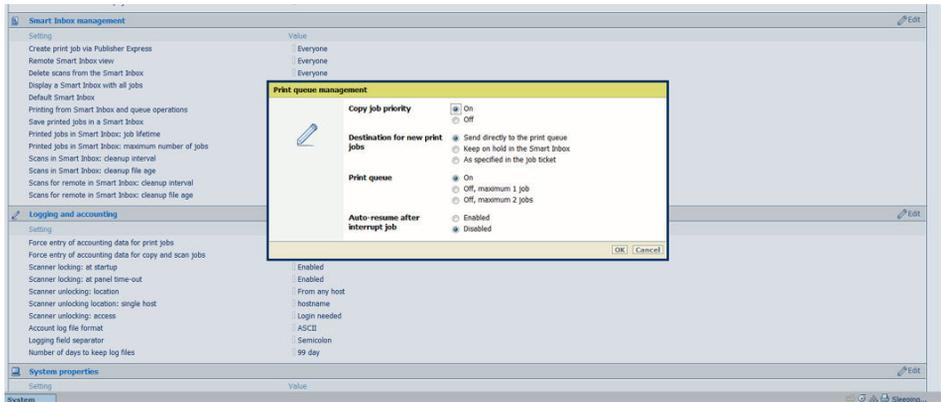 Smart Inbox management
Edit
Setting Value
Create print job via Publisher Express Everyone
Remote Smart Inbox view Everyone
Delete scans from the Smart Inbox Everyone
Display a Smart Inbox with all jobs
Default Smart Inbox
Printing from Smart Inbox and queue operations
Save printed jobs in a Smart Inbox
Printed jobs in Smart Inbox: job lifetime
Printed jobs in Smart Inbox: maximum number of jobs
Scans in Smart Inbox: cleanup interval
Scans in Smart Inbox: cleanup file age
Scans for remote in Smart Inbox: cleanup interval
Scans for remote in Smart Inbox: cleanup file age
Print queue management
Copy job priority On
Off
Destination for new print jobs Send directly to the print queue
Keep on hold in the Smart Inbox
As specified in the job ticket
Print queue On
Off, maximum 1 job
Off, maximum 2 jobs
Auto-resume after interrupt job Enabled
Disabled
OK Cancel
Logging and accounting
Edit
Setting
Force entry of accounting data for print jobs
Force entry of accounting data for copy and scan jobs
Scanner locking: at startup Enabled
Scanner locking: at panel time-out Enabled
Scanner unlocking: location From any host
Scanner unlocking location: single host hostname
Scanner unlocking: access Login needed
Account log file format ASCII
Logging field separator Semicolon
Number of days to keep log files 99 day
System properties
Edit
Setting Value
System
Sleeping...